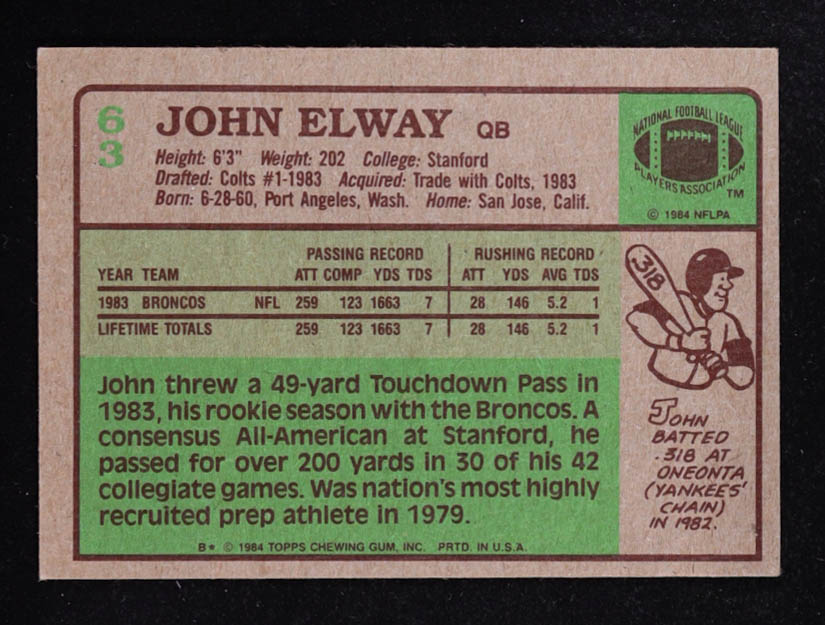 63
JOHN ELWAY QB
Height: 6'3" Weight: 202 College: Stanford
Drafted: Colts #1-1983 Acquired: Trade with Colts, 1983
Born: 6-28-60, Port Angeles, Wash. Home: San Jose, Calif.
NATIONAL FOOTBALL LEAGUE
PLAYERS ASSOCIATION
TM
© 1984 NFLPA
PASSING RECORD RUSHING RECORD
YEAR TEAM ATT COMP YDS TDS ATT YDS AVG TDS
1983 BRONCOS NFL 259 123 1663 7 28 146 5.2 1
LIFETIME TOTALS 259 123 1663 7 28 146 5.2 1
John threw a 49-yard Touchdown Pass in
1983, his rookie season with the Broncos. A
consensus All-American at Stanford, he
passed for over 200 yards in 30 of his 42
collegiate games. Was nation's most highly
recruited prep athlete in 1979.
.318
JOHN
BATTED
.318 AT
ONEONTA
(YANKEES'
CHAIN)
IN 1982.
B* © 1984 TOPPS CHEWING GUM, INC. PRTD. IN U.S.A.